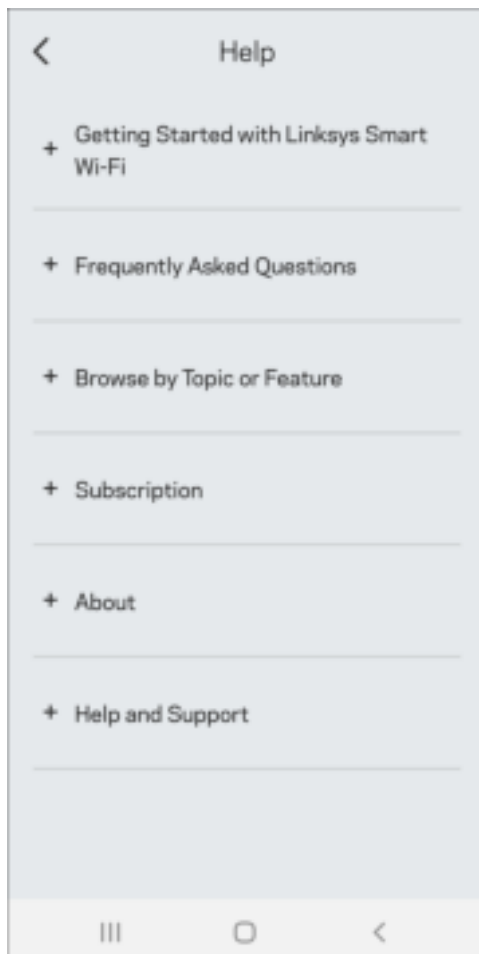 Help
Getting Started with Linksys Smart
Wi-Fi
Frequently Asked Questions
Browse by Topic or Feature
Subscription
About
Help and Support